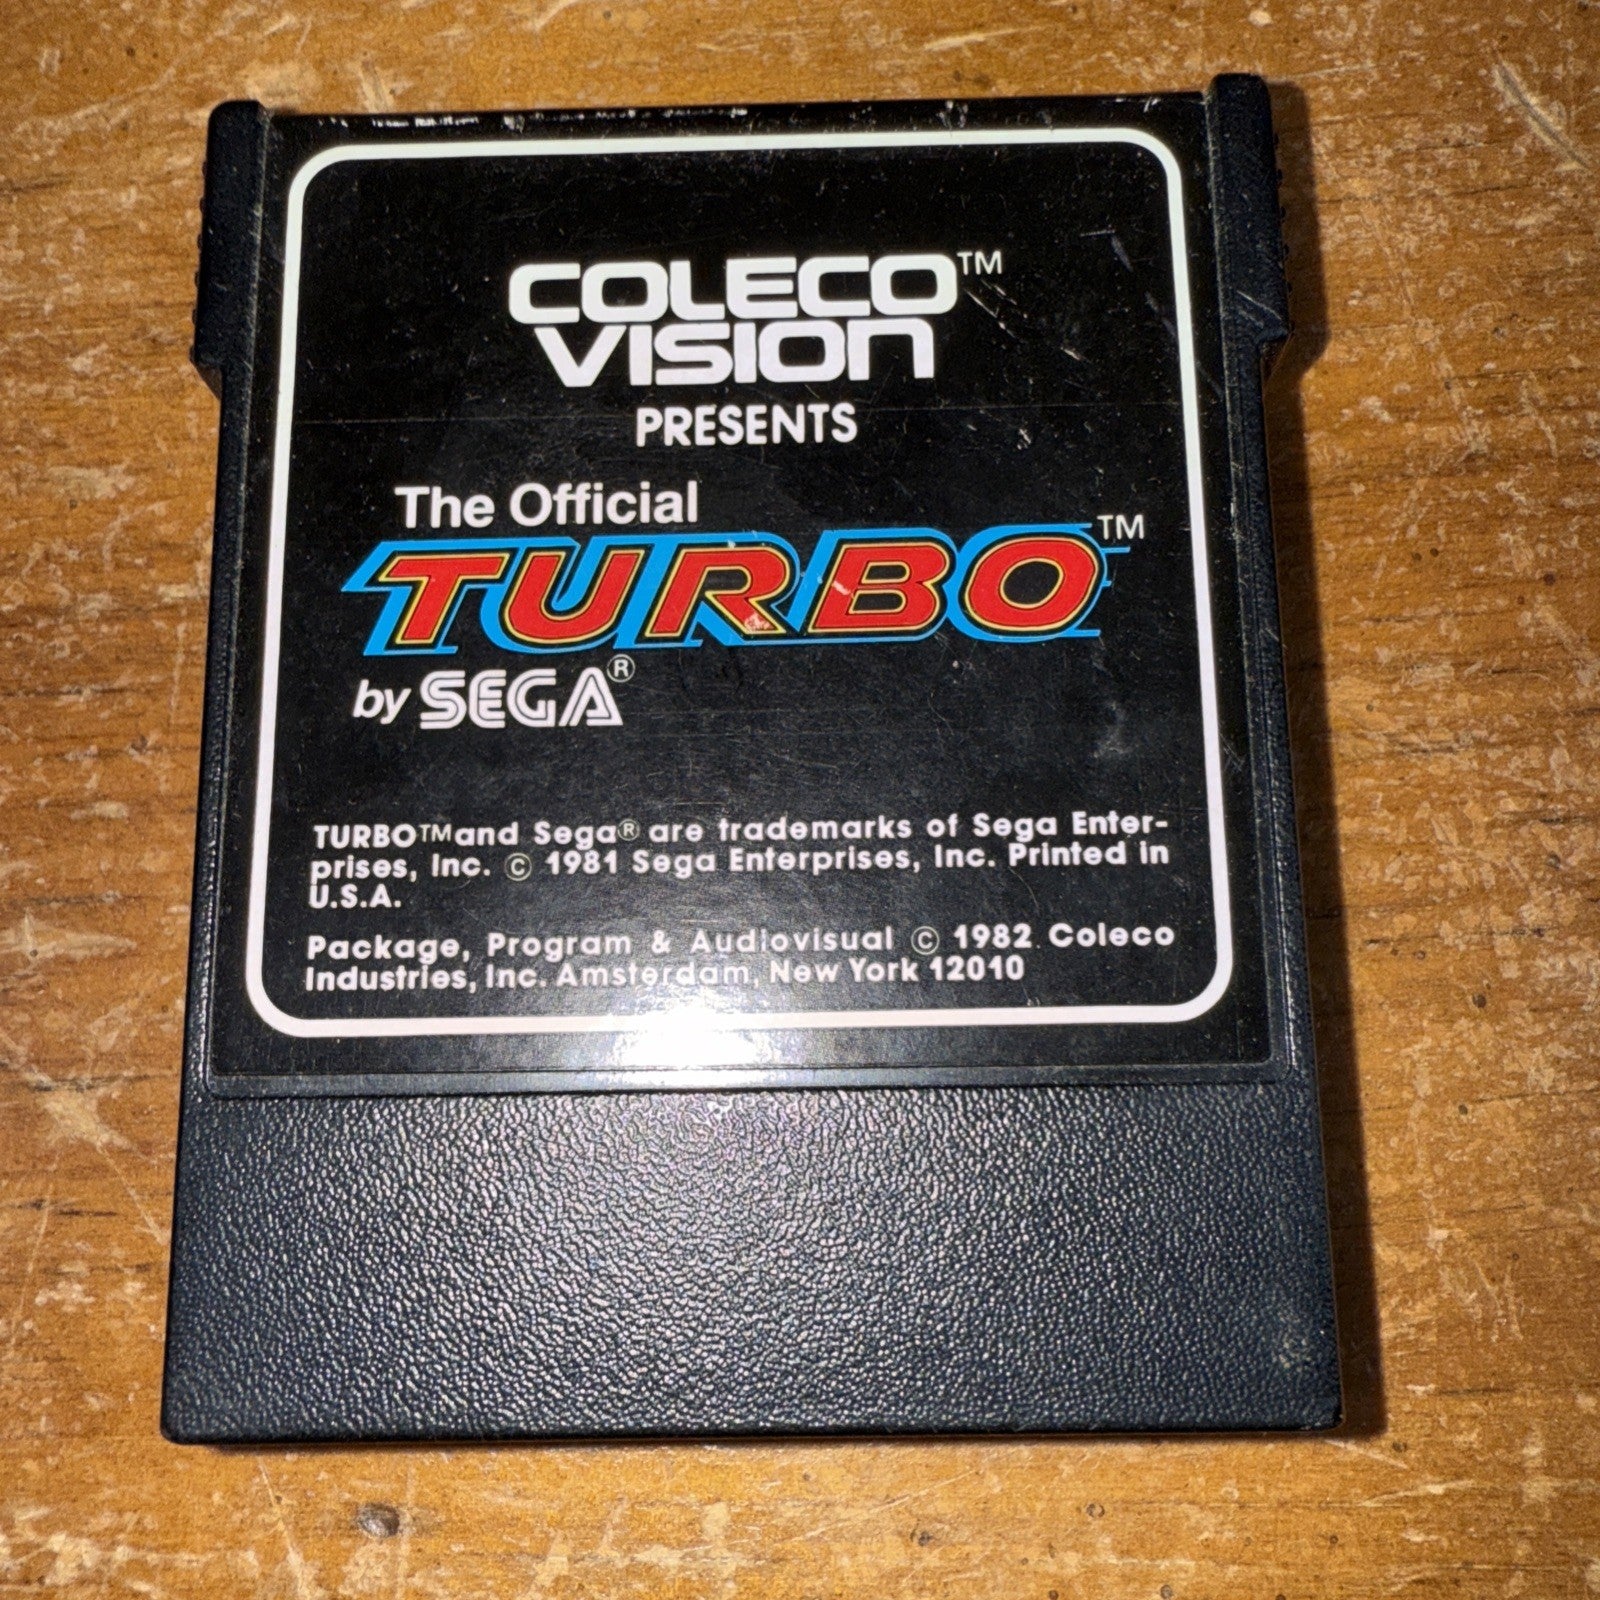 COLECO™
VISION
PRESENTS
The Official
TURBO™
by SEGA®
TURBO™and Sega® are trademarks of Sega Enter-
prises, Inc. © 1981 Sega Enterprises, Inc. Printed in
U.S.A.
Package, Program & Audiovisual © 1982 Coleco
Industries, Inc. Amsterdam, New York 12010